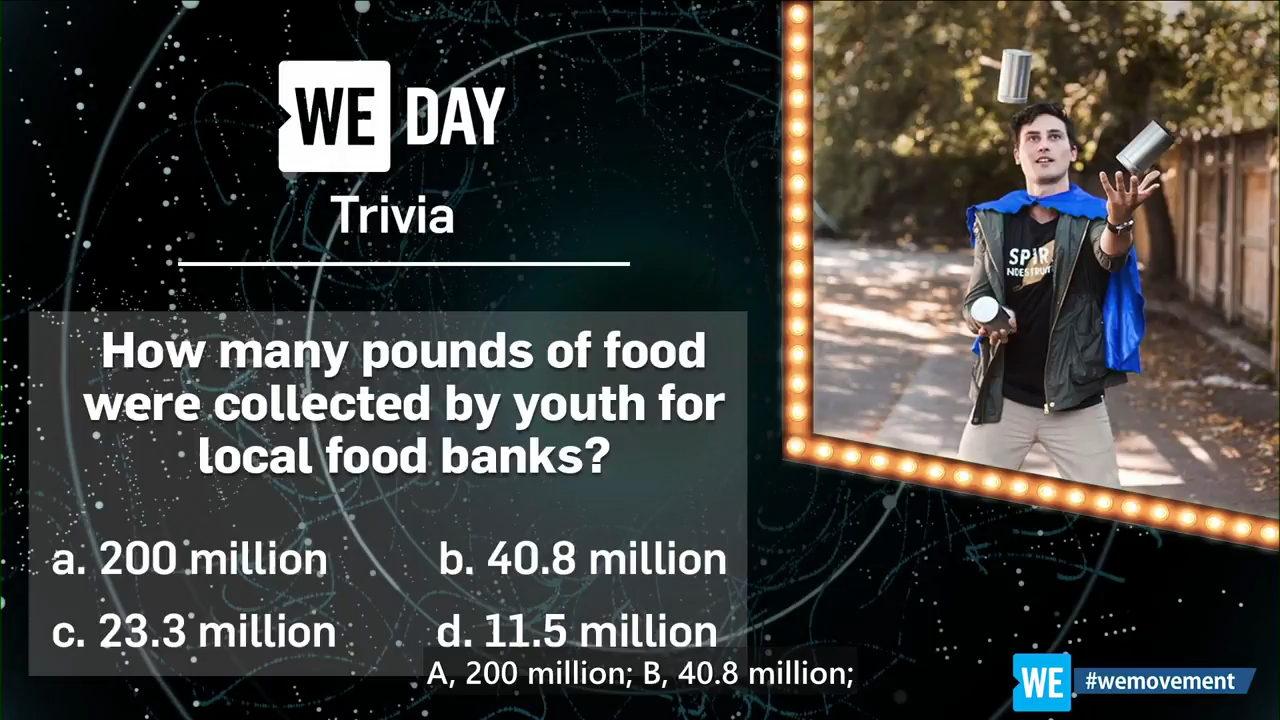 WE DAY
Trivia
How many pounds of food
were collected by youth for
local food banks?
a. 200 million
b. 40.8 million
c. 23.3 million
d. 11.5 million
A, 200 million; B, 40.8 million;
WE #wemovement